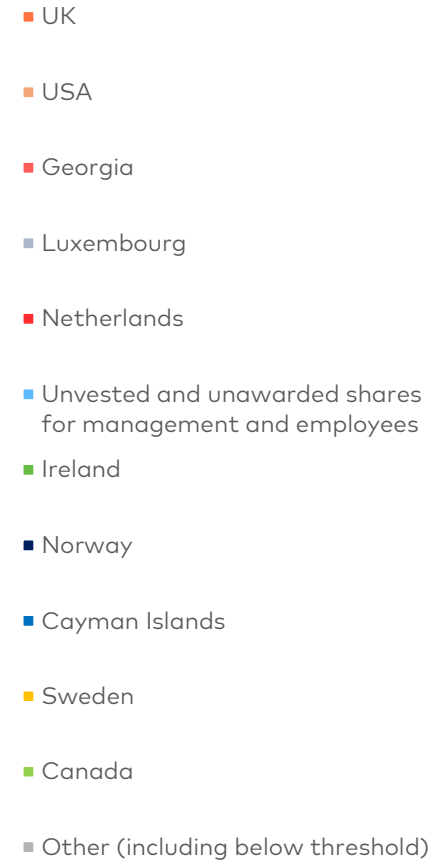 UK
USA
Georgia
Luxembourg
Netherlands
Unvested and unawarded shares
for management and employees
Ireland
Norway
Cayman Islands
Sweden
Canada
Other (including below threshold)